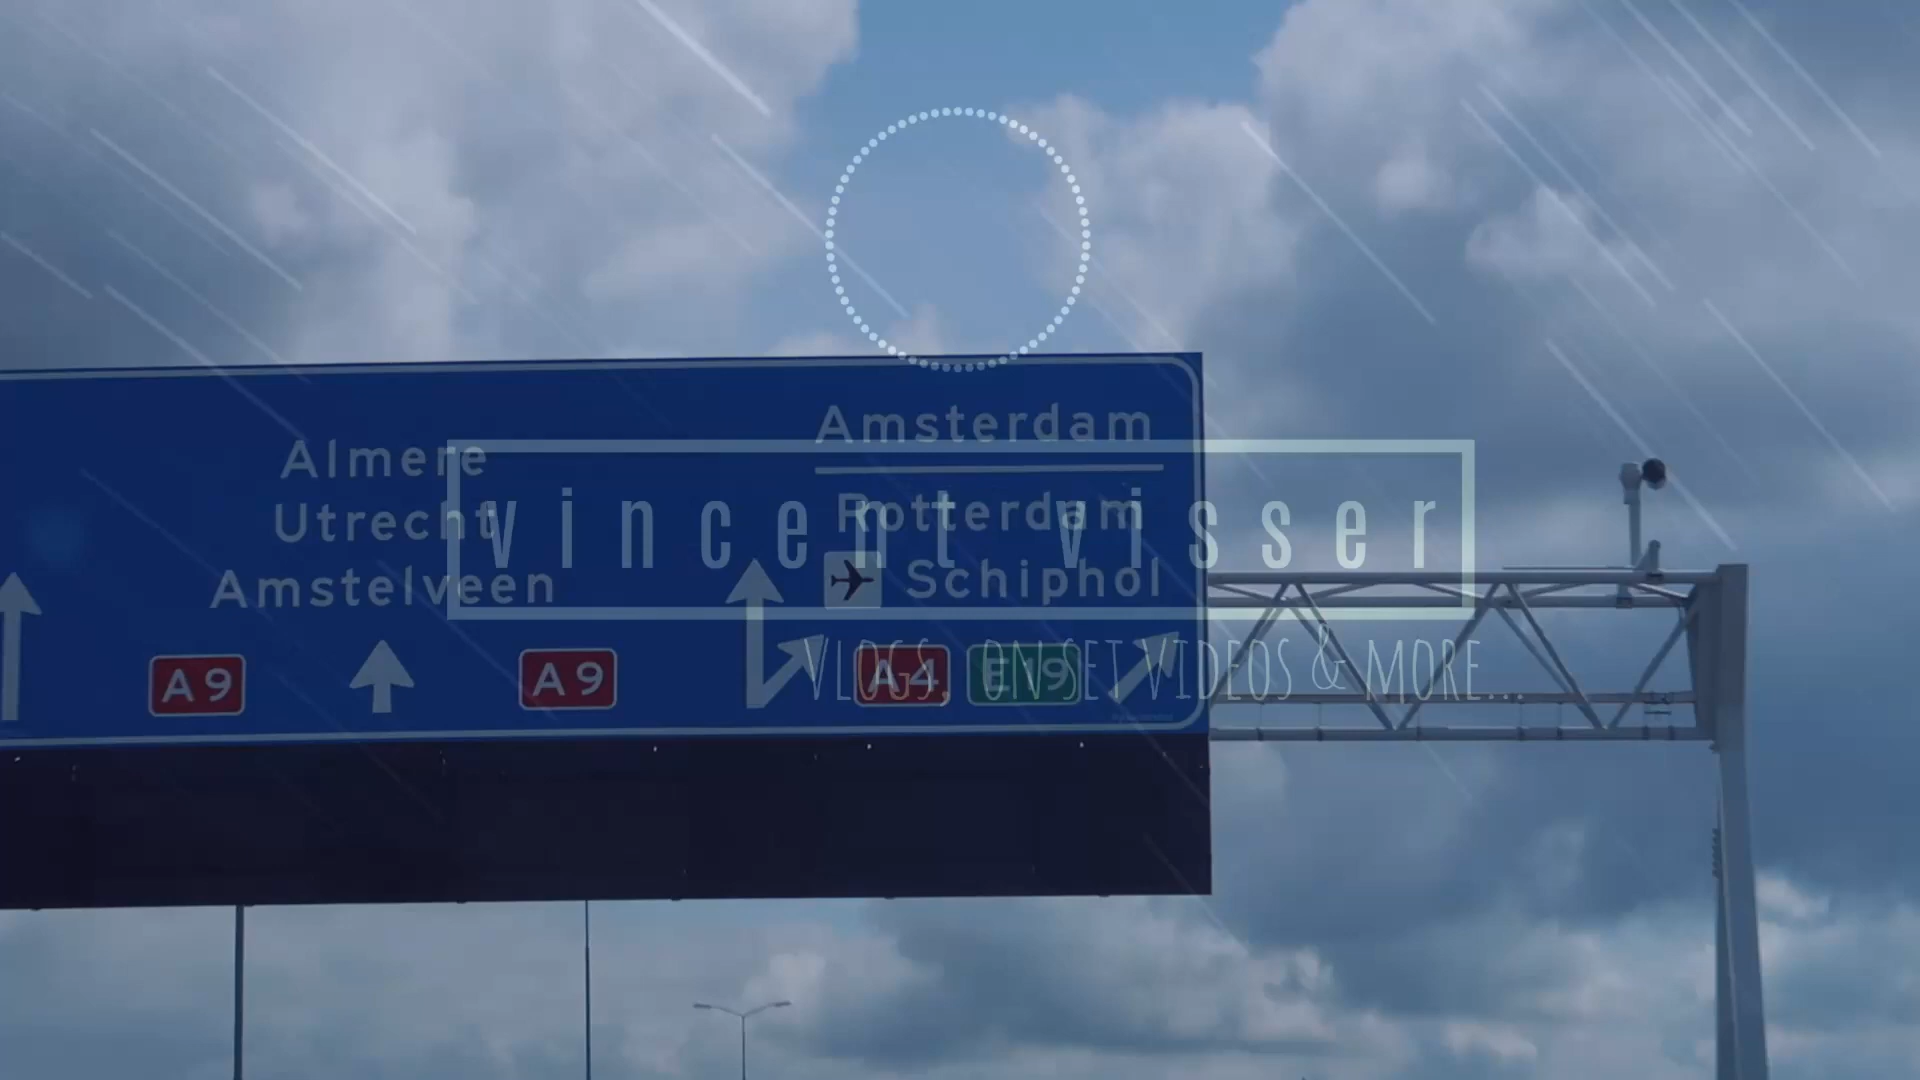 Almere
Utrecht
Amstelveen
A9
A9
Amsterdam
Rotterdam
Schiphol
A4 E19
vincent visser
VLOGS, ON SET VIDEOS & MORE...